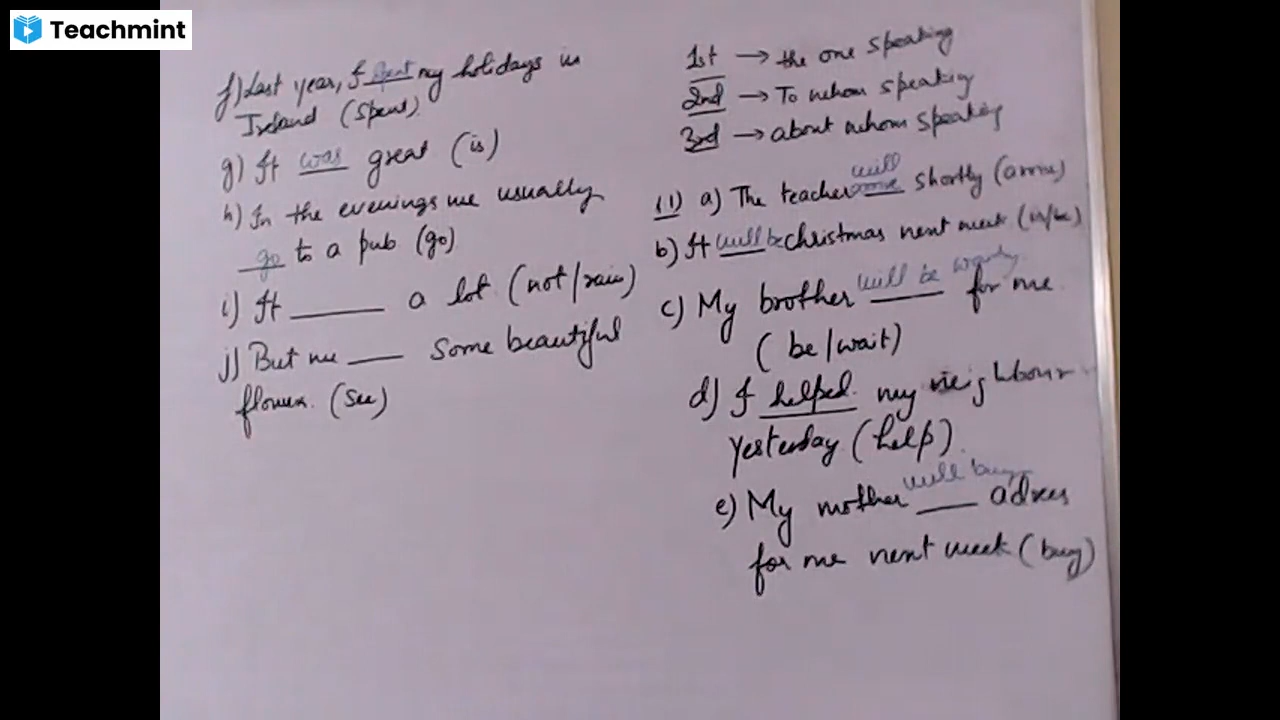 Teachmint
f) Last year, I spent my holidays in
Ireland (Spent).
g) It was great (is)
h) In the evenings we usually
go to a pub (go)
i) It ______ a lot (not/rain)
j) But we ____ Some beautiful
flower. (See)
1st → the one speaking
2nd → To whom speaking
3rd → about whom speaking
will
(1) a) The teacher arrive shortly (arrive)
b) It will be christmas next week (is/be)
will be waiting
c) My brother ____ for me
(be/wait)
d) I helped my neighbour
yesterday (help)
will buy
e) My mother ____ a dress
for me next week (buy)